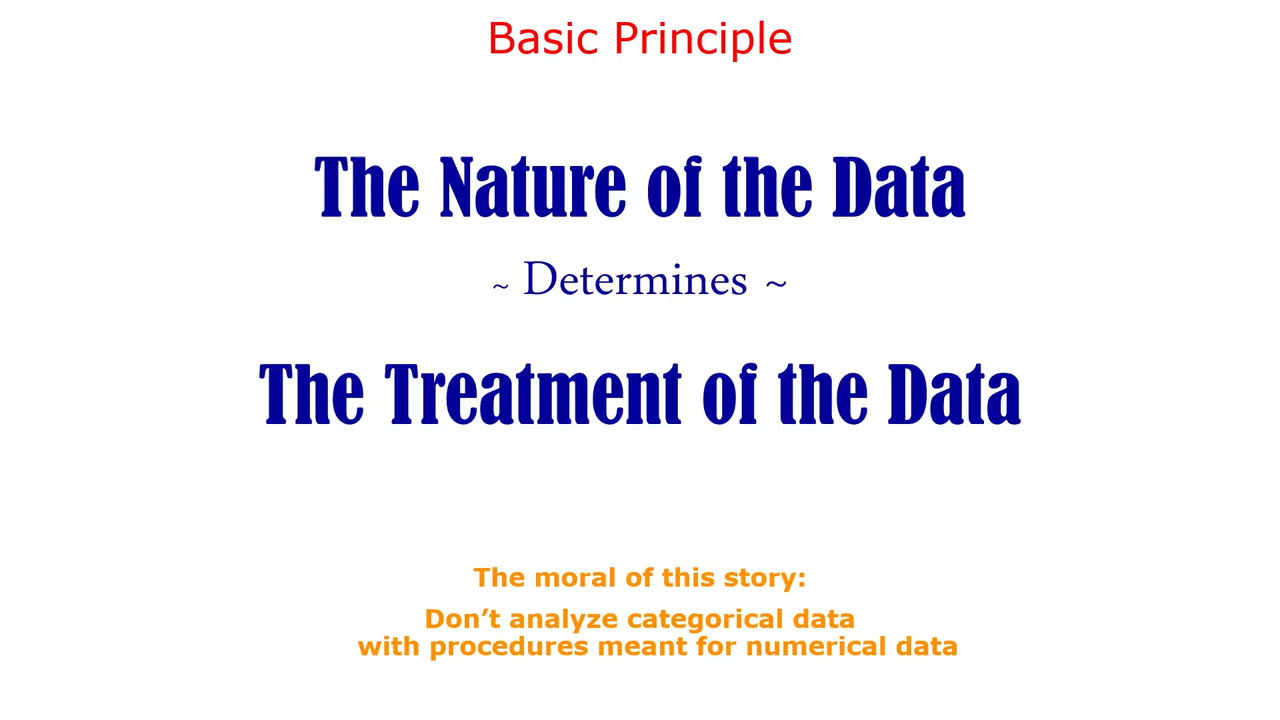 Basic Principle
The Nature of the Data
~ Determines ~
The Treatment of the Data
The moral of this story:
Don’t analyze categorical data
with procedures meant for numerical data